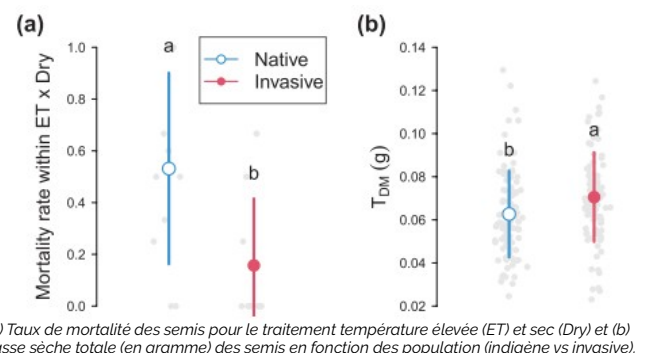 (a)
(b)
Mortality rate within ET x Dry
1.0
0.8
0.6
0.4
0.2
0.0
a
b
Native
Invasive
T_DM (g)
0.14
0.12
0.10
0.08
0.06
0.04
0.02
b
a
) Taux de mortalité des semis pour le traitement température élevée (ET) et sec (Dry) et (b)
sèche totale (en gramme) des semis en fonction des population (indigène vs invasive).